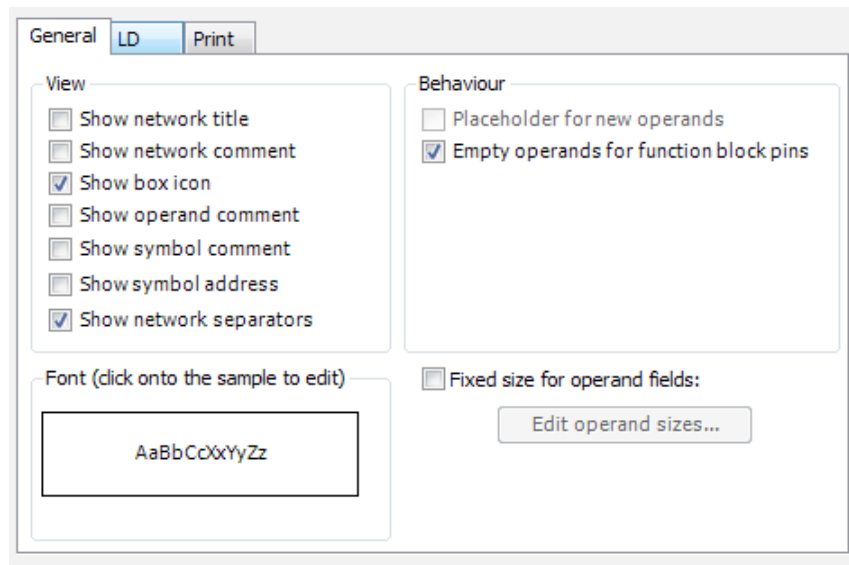 General LD Print
View
Show network title
Show network comment
Show box icon
Show operand comment
Show symbol comment
Show symbol address
Show network separators
Behaviour
Placeholder for new operands
Empty operands for function block pins
Font (click onto the sample to edit)
AaBbCcXxYyZz
Fixed size for operand fields:
Edit operand sizes...